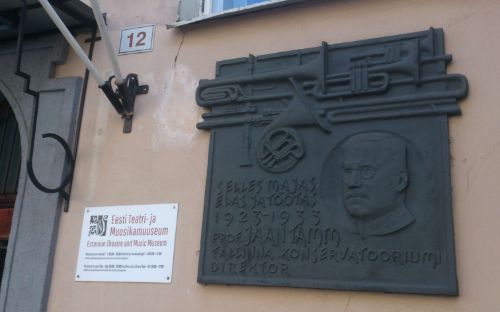 12
SELLES MAJAS
ELAS JA TÖÖTAS
1923-1933
PROF. JAAN TAMM
TALLINNA KONSERVATOORIUMI
DIREKTOR
Eesti Teatri- ja
Muusikamuuseum
Estonian Theatre and Music Museum